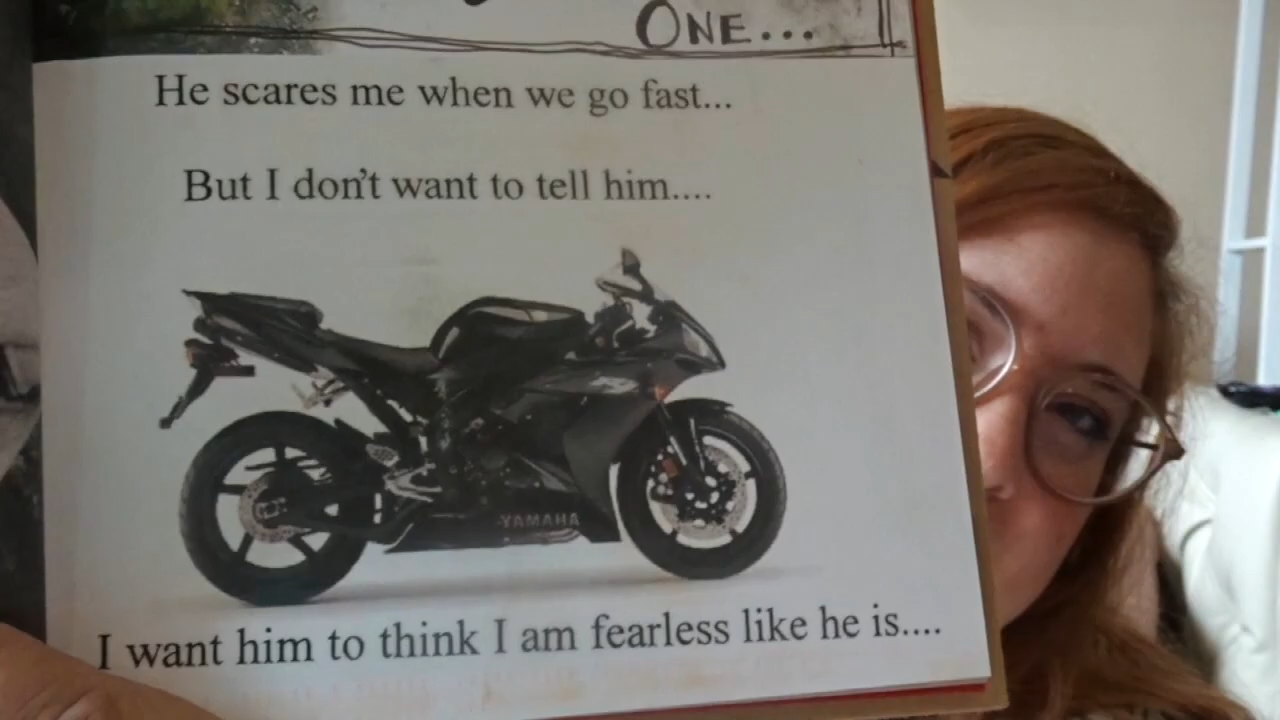 ONE...
He scares me when we go fast...
But I don't want to tell him....
YAMAHA
I want him to think I am fearless like he is....